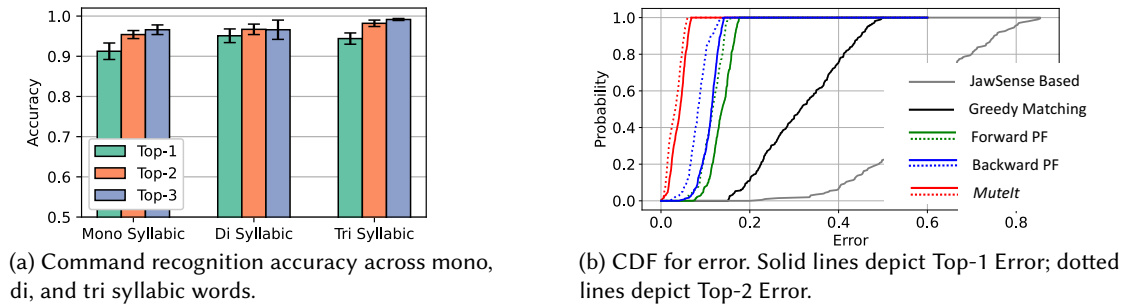 1.0
0.9
0.8
0.7
0.6
0.5
Accuracy
Top-1
Top-2
Top-3
Mono Syllabic
Di Syllabic
Tri Syllabic
(a) Command recognition accuracy across mono,
di, and tri syllabic words.
1.0
0.8
0.6
0.4
0.2
0.0
Probability
0.0
0.2
0.4
0.6
0.8
Error
JawSense Based
Greedy Matching
Forward PF
Backward PF
MuteIt
(b) CDF for error. Solid lines depict Top-1 Error; dotted
lines depict Top-2 Error.